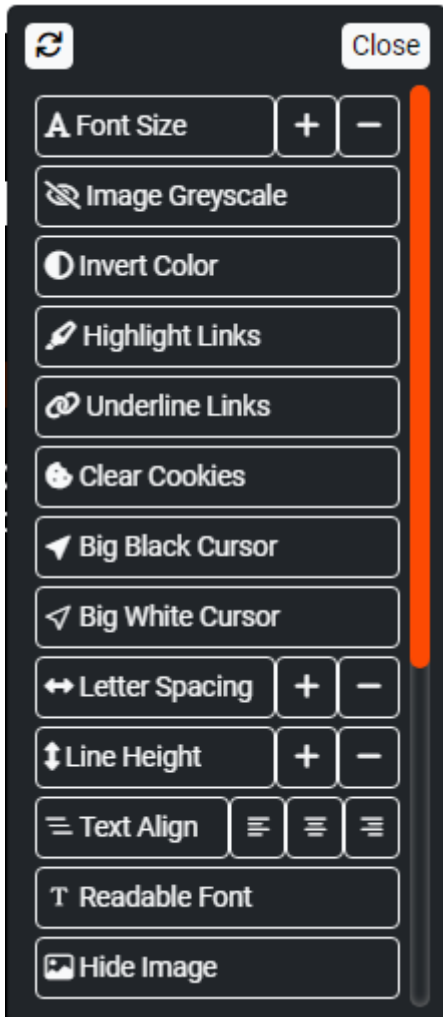 Close
Font Size + −
Image Greyscale
Invert Color
Highlight Links
Underline Links
Clear Cookies
Big Black Cursor
Big White Cursor
Letter Spacing + −
Line Height + −
Text Align
T Readable Font
Hide Image